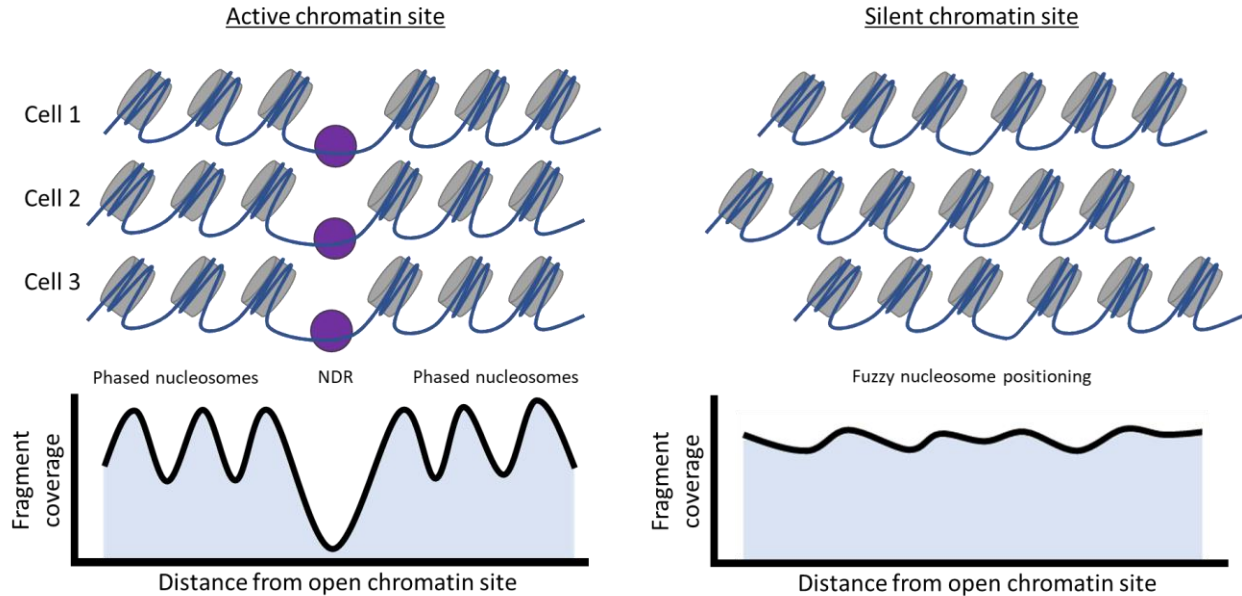 Active chromatin site
Silent chromatin site
Cell 1
Cell 2
Cell 3
Phased nucleosomes
NDR
Phased nucleosomes
Fuzzy nucleosome positioning
Fragment
coverage
Distance from open chromatin site
Fragment
coverage
Distance from open chromatin site